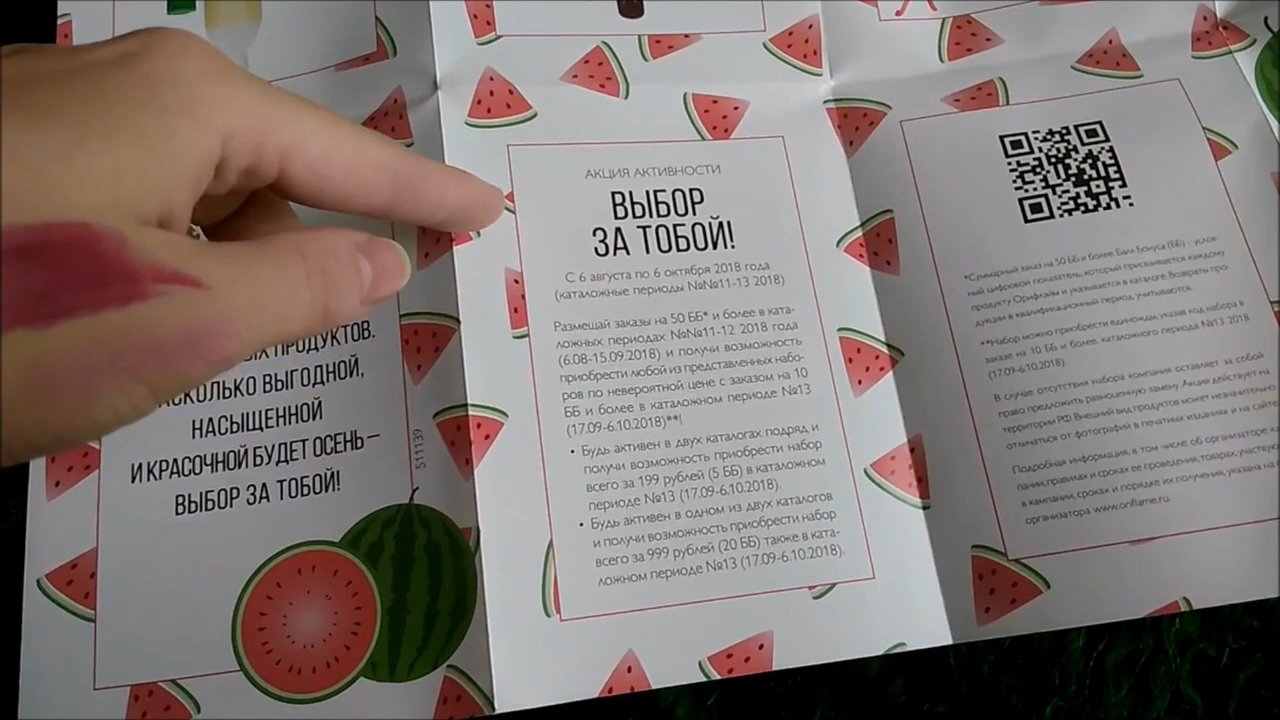 ПРОДУКТОВ.
НАСЫЩЕННОЙ
И КРАСОЧНОЙ БУДЕТ ОСЕНЬ –
ВЫБОР ЗА ТОБОЙ!
511139
АКЦИЯ АКТИВНОСТИ
ВЫБОР
ЗА ТОБОЙ!
С 6 августа по 6 октября 2018 года
(каталожные периоды №№11-13 2018)
Размещай заказы на 50 ББ* и более в ката-
ложных периодах №№11-12 2018 года
(6.08-15.09.2018) и получи возможность
приобрести любой из представленных набо-
ров по невероятной цене с заказом на 10
ББ и более в каталожном периоде №13
(17.09-6.10.2018)**!
• Будь активен в двух каталогах подряд и
получи возможность приобрести набор
всего за 199 рублей (5 ББ) в каталожном
периоде №13 (17.09-6.10.2018).
• Будь активен в одном из двух каталогов
и получи возможность приобрести набор
всего за 999 рублей (20 ББ) также в ката-
ложном периоде №13 (17.09-6.10.2018).
*Суммарный заказ на 50 ББ и более. Балл Бонуса (ББ) – услов-
ный цифровой показатель, который присваивается каждому
продукту Орифлэйм и указывается в каталоге. Возвраты про-
дукции в квалификационный период учитываются.
**Набор можно приобрести единожды, указав код набора в
заказе на 10 ББ и более, каталожного периода №13 2018
(17.09-6.10.2018).
В случае отсутствия набора компания оставляет за собой
право предложить равноценную замену. Акция действует на
территории РФ. Внешний вид продуктов может незначительно
отличаться от фотографий в печатных изданиях и на сайте
Подробная информация, в том числе об организаторе
пании, правилах и сроках ее проведения, товарах,
в кампании, сроках и порядке их получения, указана на
организатора www.oriflame.ru.